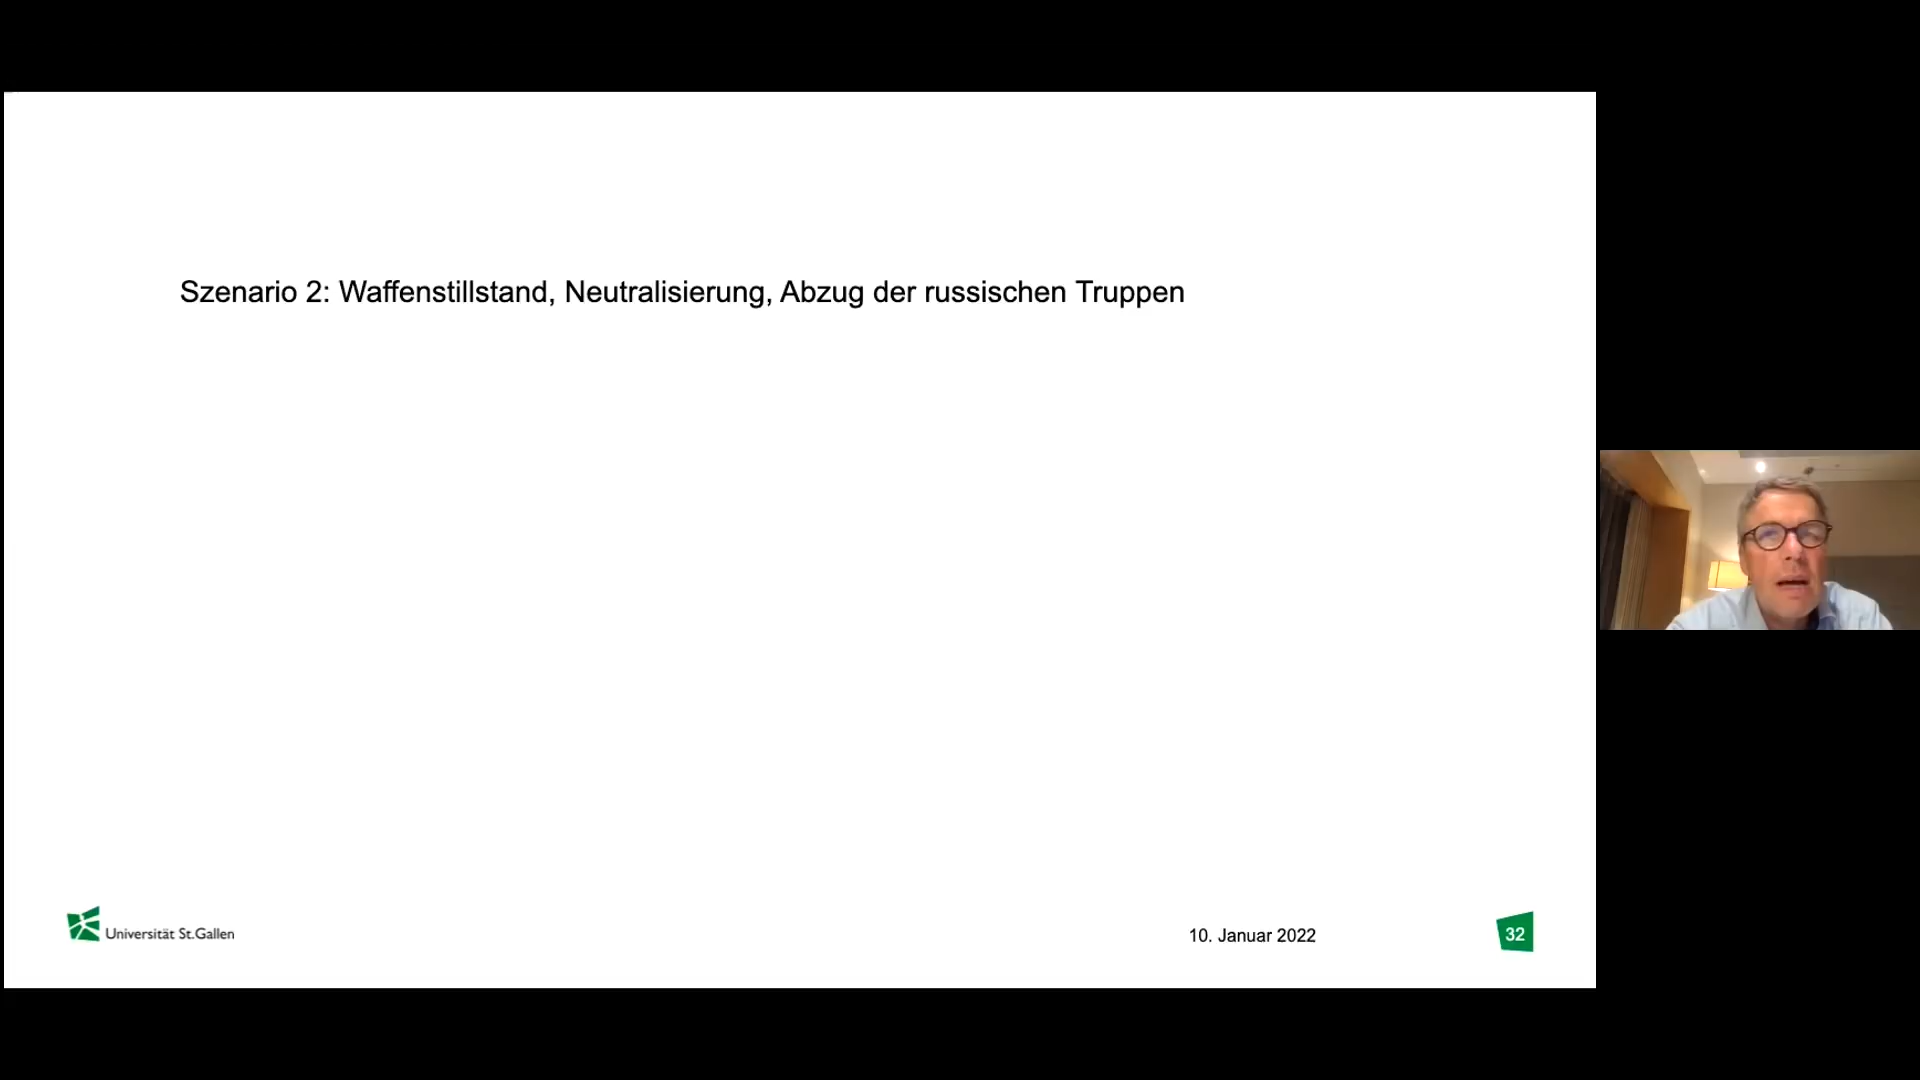 Szenario 2: Waffenstillstand, Neutralisierung, Abzug der russischen Truppen
Universität St.Gallen
10. Januar 2022
32